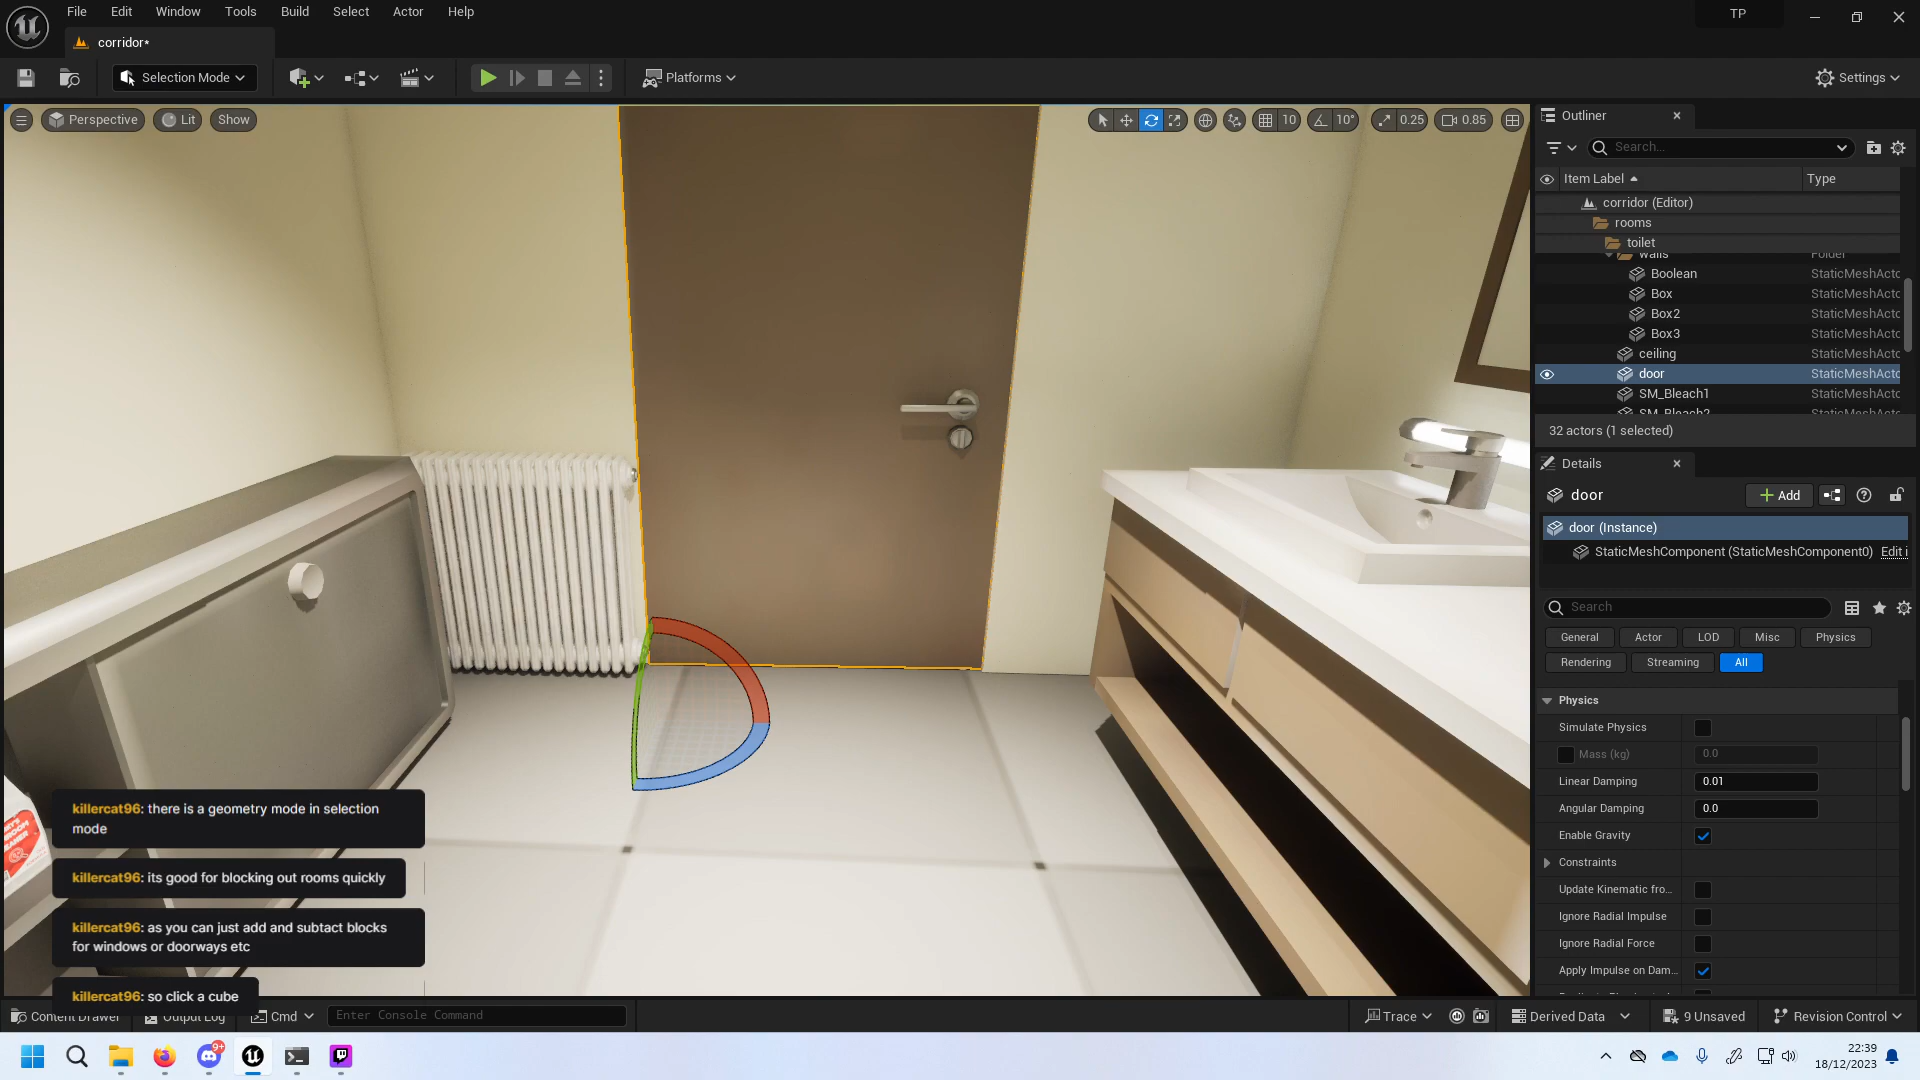 File Edit Window Tools Build Select Actor Help
TP
corridor*
Selection Mode
Platforms
Settings
Perspective Lit Show
10 10° 0.25 0.85
Outliner
Search...
Item Label Type
corridor (Editor)
rooms
toilet
walls Folder
Boolean StaticMeshActo
Box StaticMeshActo
Box2 StaticMeshActo
Box3 StaticMeshActo
ceiling StaticMeshActo
door StaticMeshActo
SM_Bleach1 StaticMeshActo
SM_Bleach2 StaticMeshActo
32 actors (1 selected)
Details
door Add
door (Instance)
StaticMeshComponent (StaticMeshComponent0) Edit i
Search
General Actor LOD Misc Physics
Rendering Streaming All
Physics
Simulate Physics
Mass (kg) 0.0
Linear Damping 0.01
Angular Damping 0.0
Enable Gravity
Constraints
Update Kinematic fro...
Ignore Radial Impulse
Ignore Radial Force
Apply Impulse on Dam...
killercat96: there is a geometry mode in selection
mode
killercat96: its good for blocking out rooms quickly
killercat96: as you can just add and subtact blocks
for windows or doorways etc
killercat96: so click a cube
Content Drawer Output Log Cmd Enter Console Command
Trace Derived Data 9 Unsaved Revision Control
9+
22:39
18/12/2023